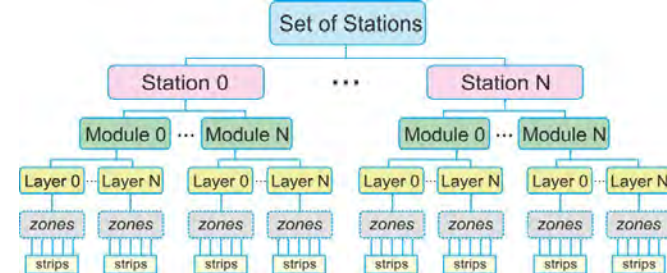 Set of Stations
Station 0 ... Station N
Module 0 ... Module N Module 0 ... Module N
Layer 0 ... Layer N Layer 0 ... Layer N Layer 0 ... Layer N Layer 0 ... Layer N
zones zones zones zones zones zones zones zones
strips strips strips strips strips strips strips strips